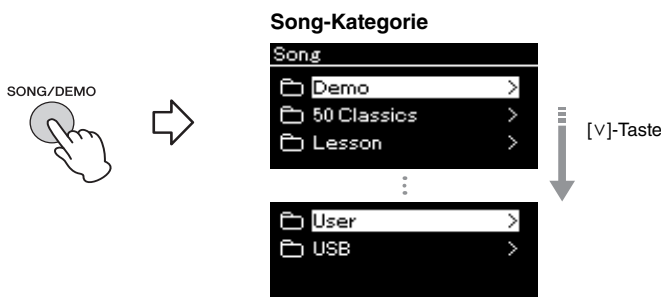 Song-Kategorie
Song
SONG/DEMO
Demo >
50 Classics >
Lesson >
[∨]-Taste
User >
USB >